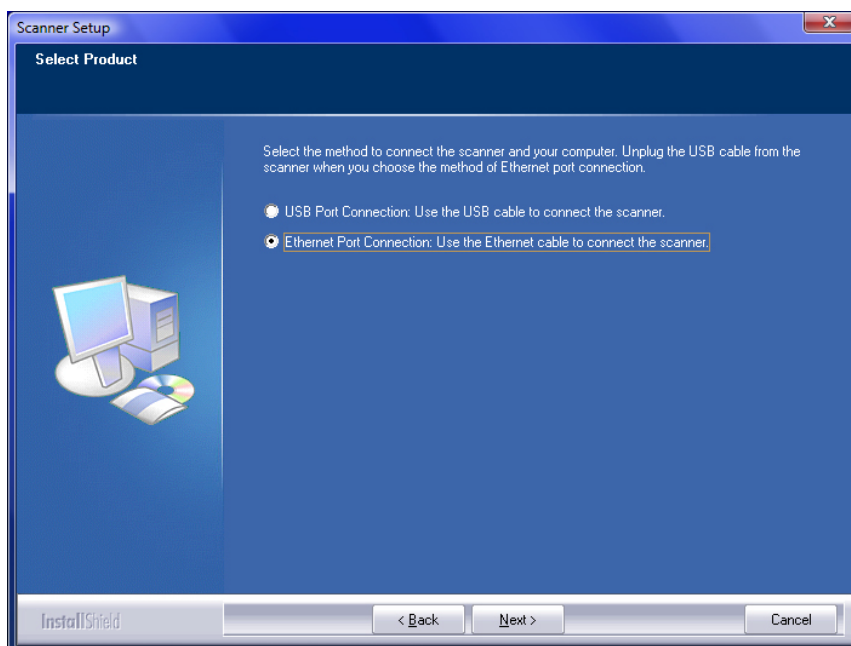 Scanner Setup
Select Product
Select the method to connect the scanner and your computer. Unplug the USB cable from the
scanner when you choose the method of Ethernet port connection.
USB Port Connection: Use the USB cable to connect the scanner.
Ethernet Port Connection: Use the Ethernet cable to connect the scanner.
InstallShield
< Back Next > Cancel